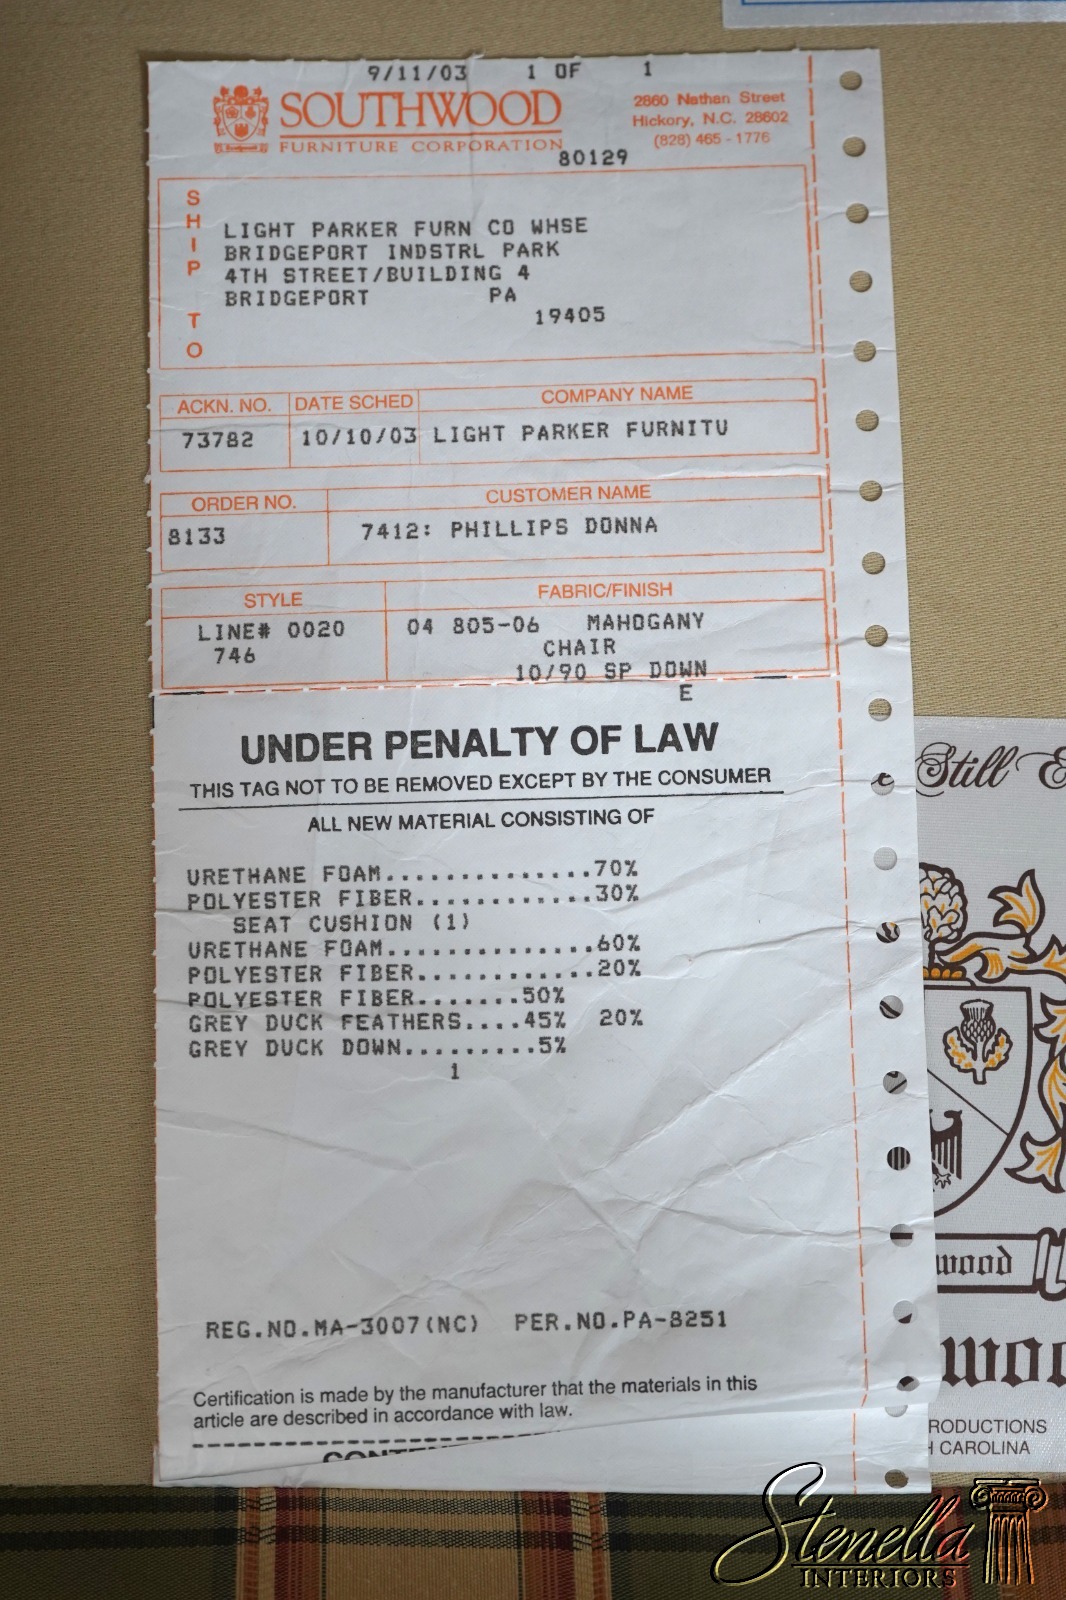 9/11/03 1 OF 1
SOUTHWOOD
FURNITURE CORPORATION
2860 Nathan Street
Hickory, N.C. 28602
(828) 465 - 1776
80129
SHIP TO
LIGHT PARKER FURN CO WHSE
BRIDGEPORT INDSTRL PARK
4TH STREET/BUILDING 4
BRIDGEPORT PA
19405
ACKN. NO. DATE SCHED COMPANY NAME
73782 10/10/03 LIGHT PARKER FURNITU
ORDER NO. CUSTOMER NAME
8133 7412: PHILLIPS DONNA
STYLE FABRIC/FINISH
LINE# 0020 04 805-06 MAHOGANY
746 CHAIR
10/90 SP DOWN
E
UNDER PENALTY OF LAW
THIS TAG NOT TO BE REMOVED EXCEPT BY THE CONSUMER
ALL NEW MATERIAL CONSISTING OF
URETHANE FOAM..............70%
POLYESTER FIBER............30%
SEAT CUSHION (1)
URETHANE FOAM..............60%
POLYESTER FIBER............20%
POLYESTER FIBER.......50%
GREY DUCK FEATHERS....45% 20%
GREY DUCK DOWN.........5%
1
REG.NO.MA-3007(NC) PER.NO.PA-8251
Certification is made by the manufacturer that the materials in this
article are described in accordance with law.
Still
wood
RODUCTIONS
H CAROLINA
Stenella
INTERIORS